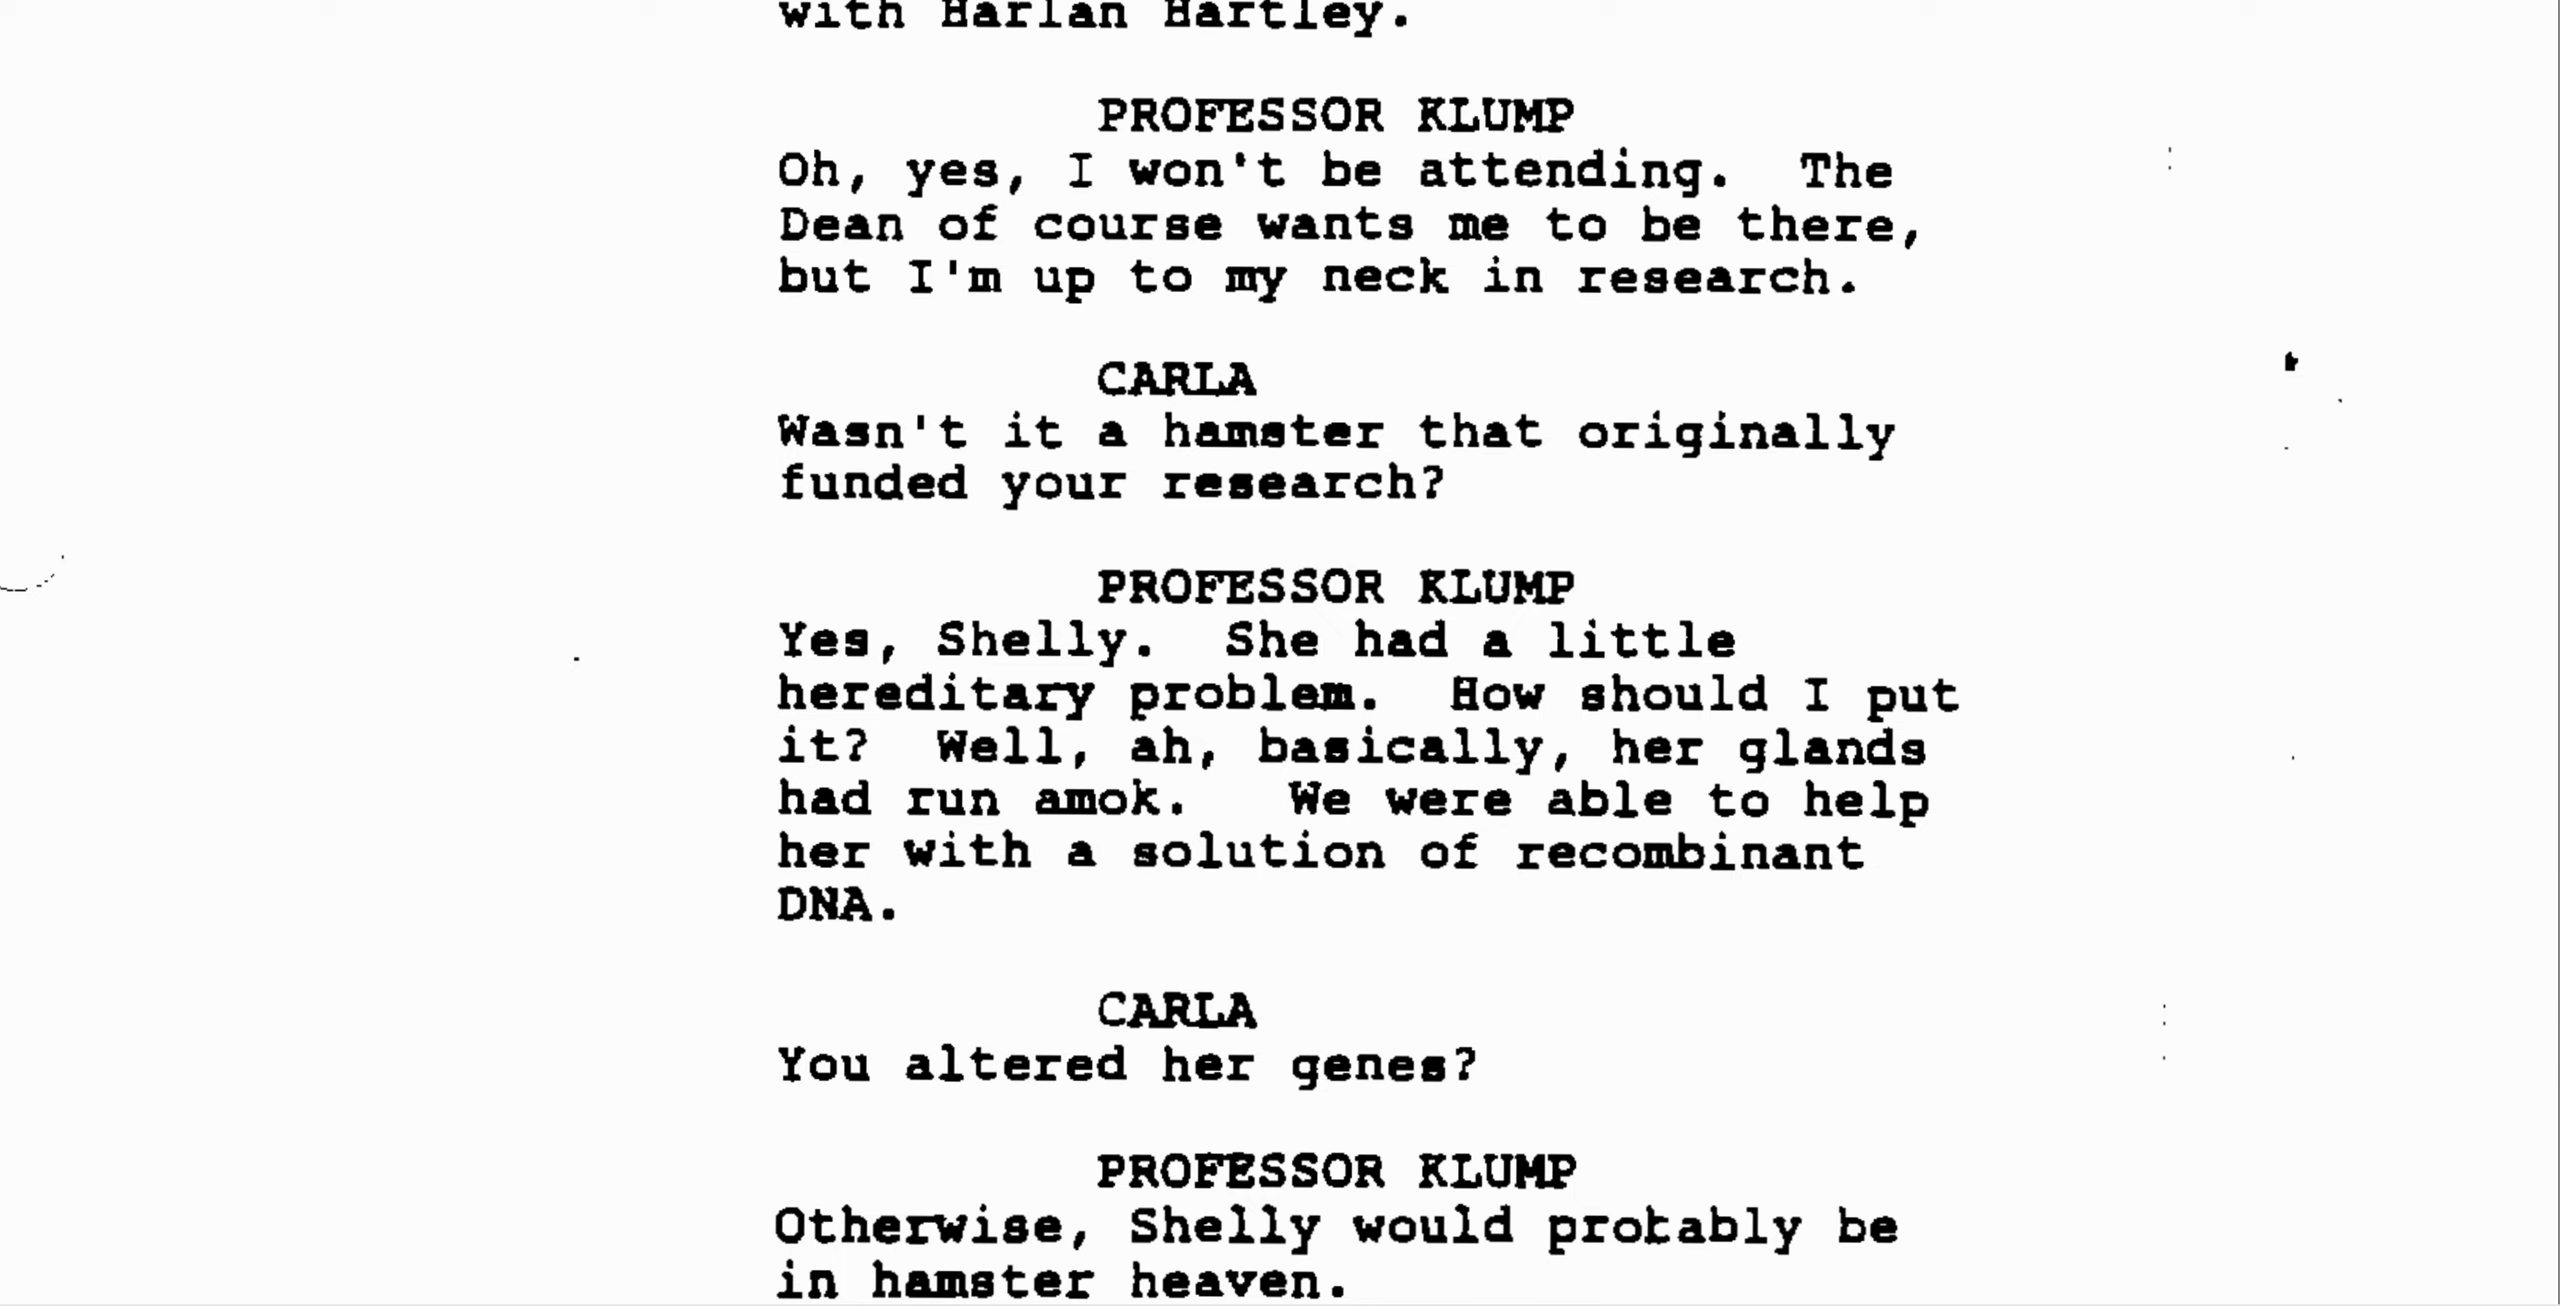 with Harlan Hartley.
PROFESSOR KLUMP
Oh, yes, I won't be attending.  The
Dean of course wants me to be there,
but I'm up to my neck in research.
CARLA
Wasn't it a hamster that originally
funded your research?
PROFESSOR KLUMP
Yes, Shelly.  She had a little
hereditary problem.  How should I put
it?  Well, ah, basically, her glands
had run amok.   We were able to help
her with a solution of recombinant
DNA.
CARLA
You altered her genes?
PROFESSOR KLUMP
Otherwise, Shelly would probably be
in hamster heaven.